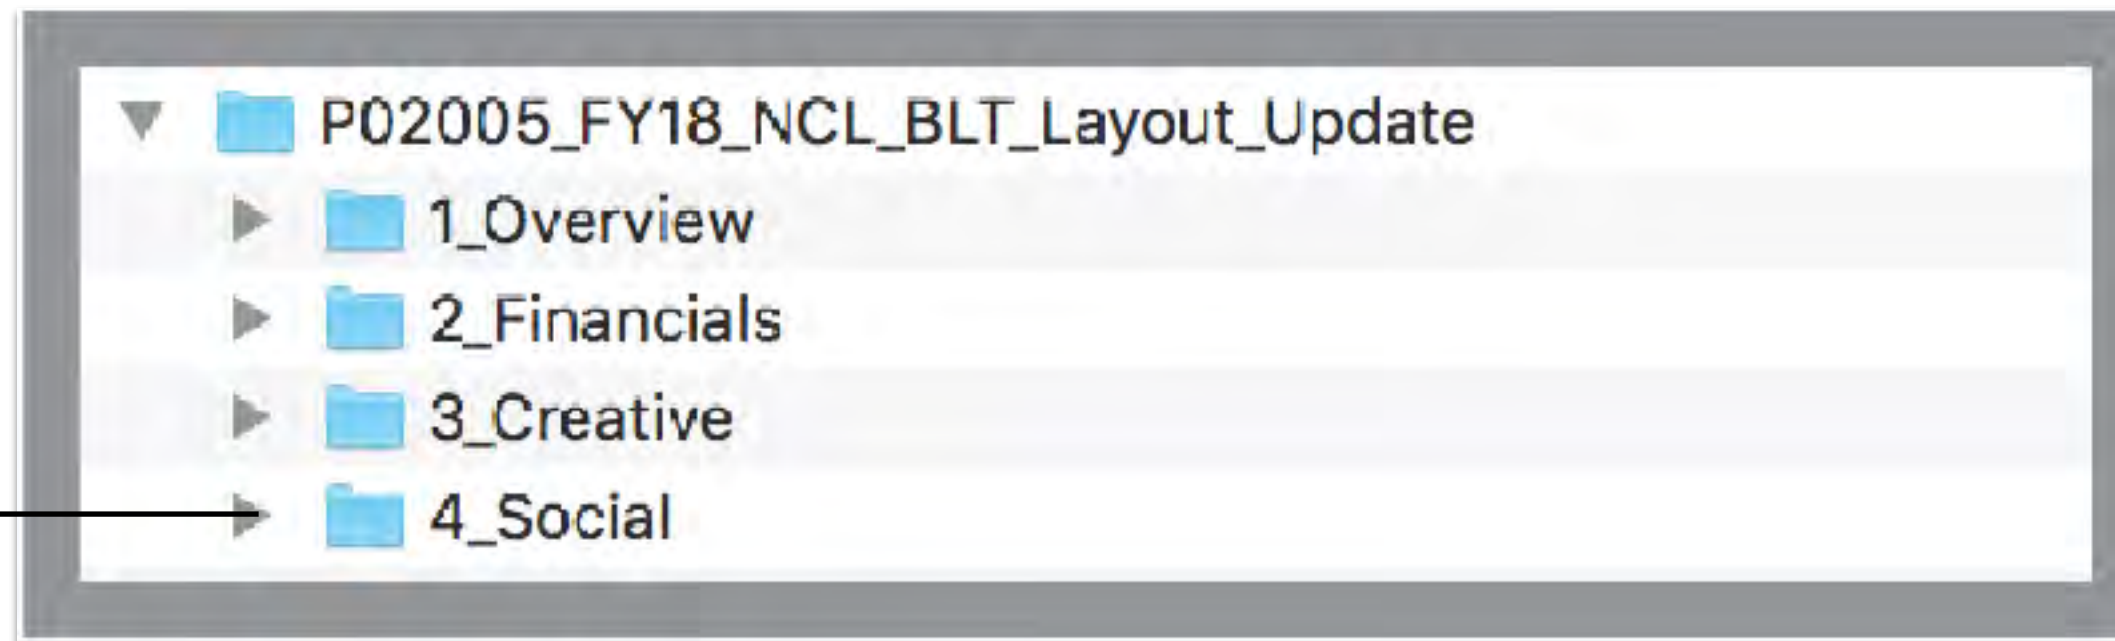 P02005_FY18_NCL_BLT_Layout_Update
1_Overview
2_Financials
3_Creative
4_Social